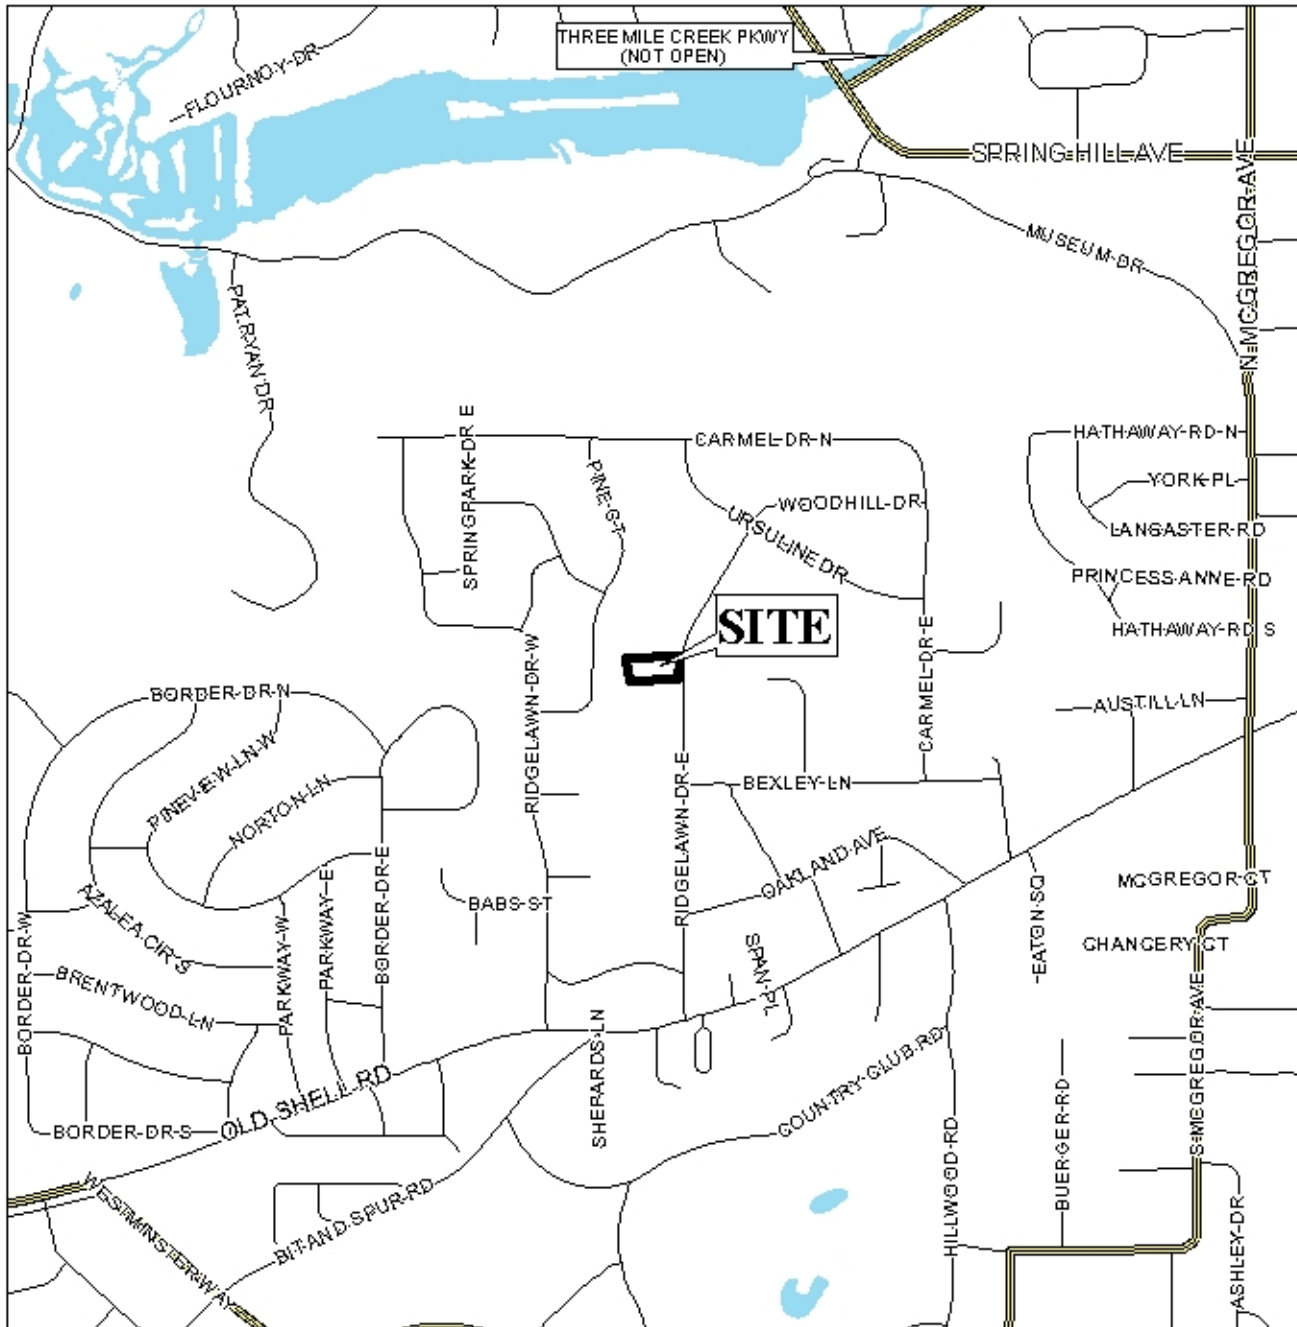 THREE MILE CREEK PKWY
(NOT OPEN)
FLOURNOY DR
SPRING HILL AVE
N MCGREGOR AVE
MUSEUM DR
PAT RYAN DR
SPRINGPARK DR E
CARMEL DR N
HATHAWAY RD N
PINE ST
YORK PL
WOODHILL DR
URSULINE DR
LANCASTER RD
PRINCESS ANNE RD
SITE
HATHAWAY RD S
RIDGELAWN DR W
CARMEL DR E
BORDER DR N
AUSTILL LN
PINEVIEW LN W
NORTON LN
RIDGELAWN DR E
BEXLEY LN
OAKLAND AVE
MCGREGOR CT
AZALEA CIR S
PARKWAY E
BORDER DR E
BABS ST
EATON SQ
CHANCERY CT
BORDER DR W
BRENTWOOD LN
PARKWAY W
SPAN PL
SHEPARDS LN
S MCGREGOR AVE
OLD SHELL RD
COUNTRY CLUB RD
BORDER DR S
HILLWOOD RD
BUERGER RD
WESTMINSTER WAY
BIT AND SPUR RD
ASHLEY DR